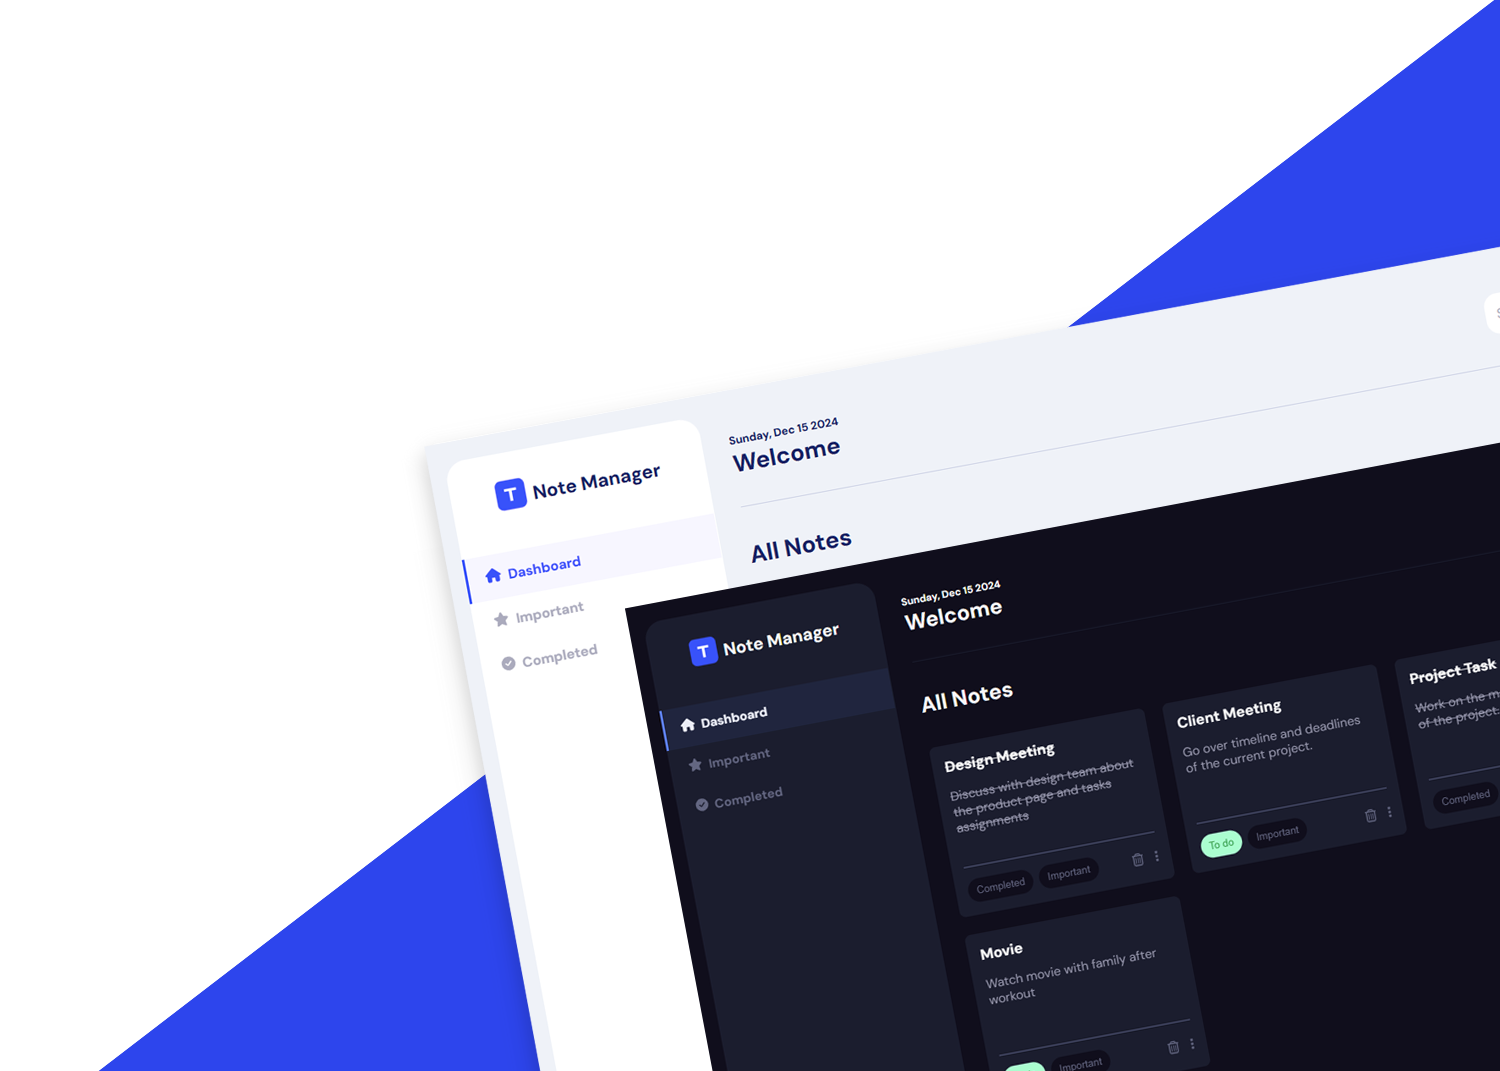 Sunday, Dec 15 2024
Welcome
T Note Manager
All Notes
Dashboard
Important
Completed
Sunday, Dec 15 2024
Welcome
T Note Manager
All Notes
Dashboard
Important
Completed
Design Meeting
Discuss with design team about
the product page and tasks
assignments
Completed Important
Client Meeting
Go over timeline and deadlines
of the current project.
To do Important
Project Task
Work on the
of the project.
Completed
Movie
Watch movie with family after
workout
Important